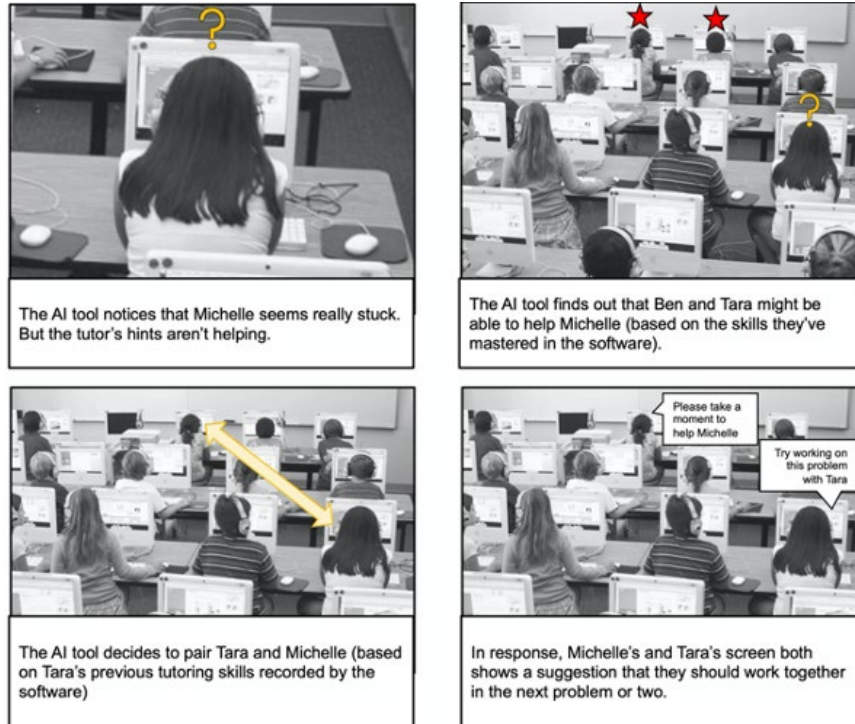 ?
The AI tool notices that Michelle seems really stuck.
But the tutor's hints aren't helping.
?
The AI tool finds out that Ben and Tara might be
able to help Michelle (based on the skills they've
mastered in the software).
The AI tool decides to pair Tara and Michelle (based
on Tara's previous tutoring skills recorded by the
software)
Please take a
moment to
help Michelle
Try working on
this problem
with Tara
In response, Michelle's and Tara's screen both
shows a suggestion that they should work together
in the next problem or two.